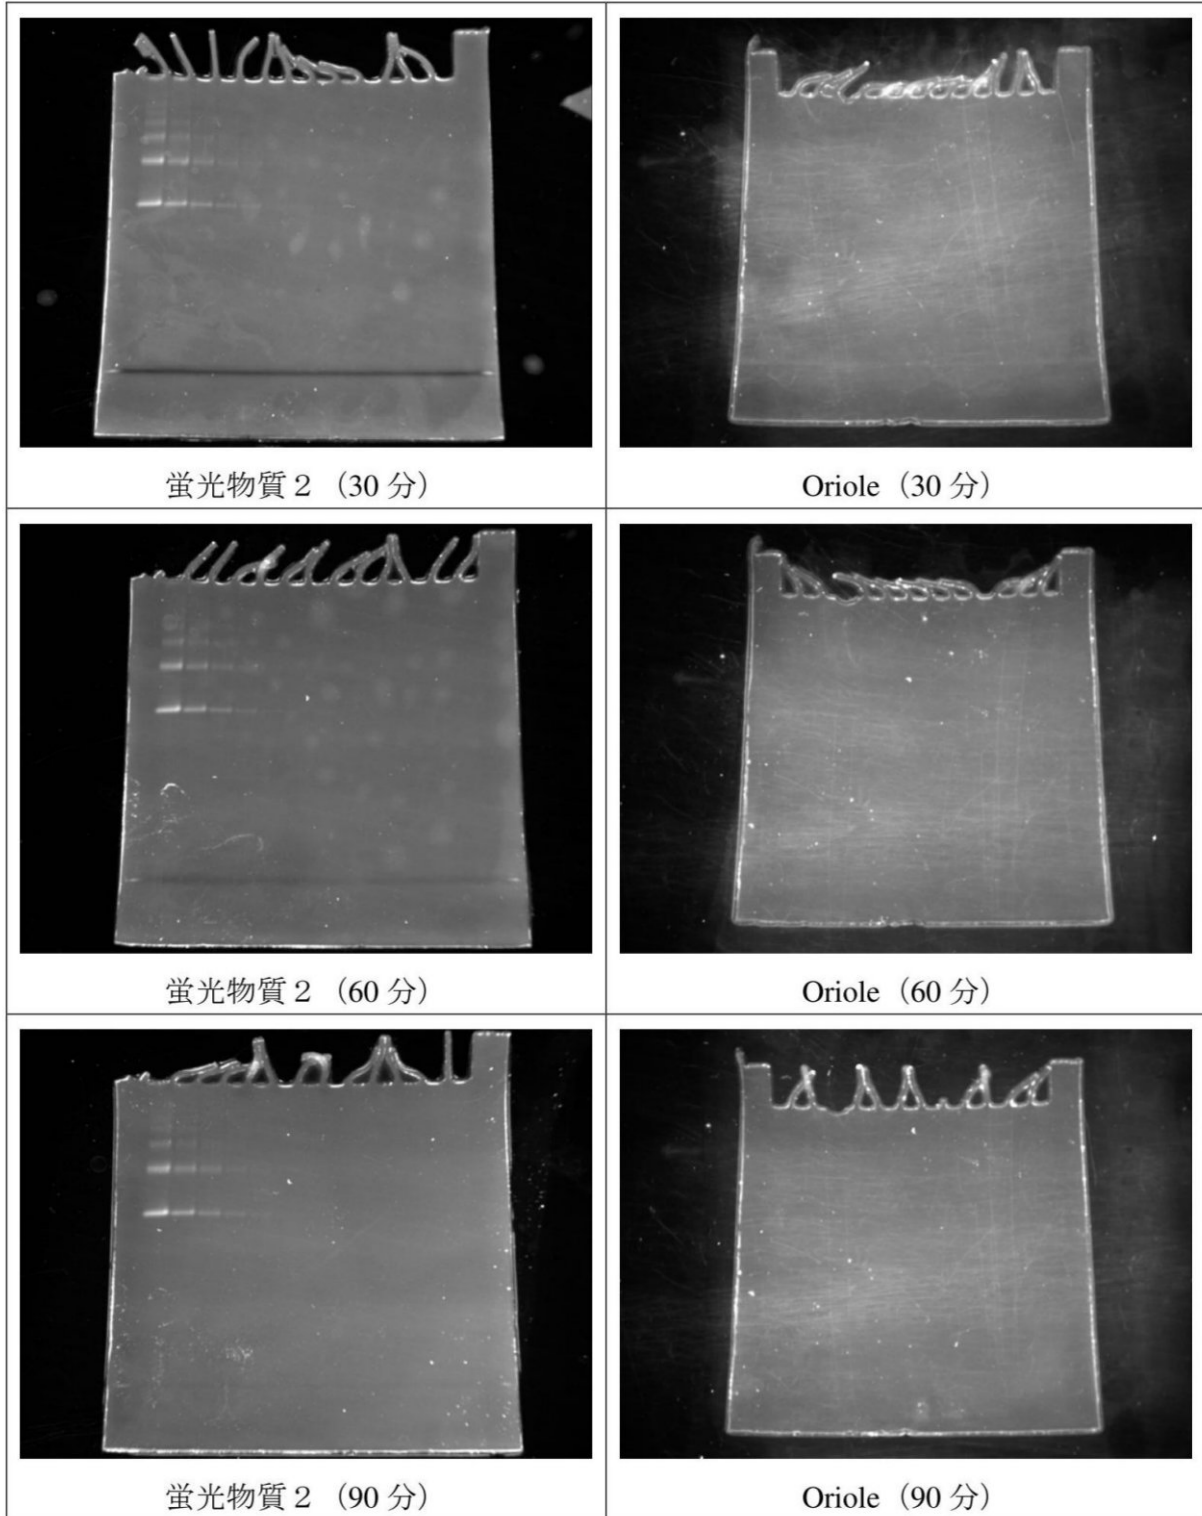 蛍光物質２（30 分）
Oriole（30 分）
蛍光物質２（60 分）
Oriole（60 分）
蛍光物質２（90 分）
Oriole（90 分）